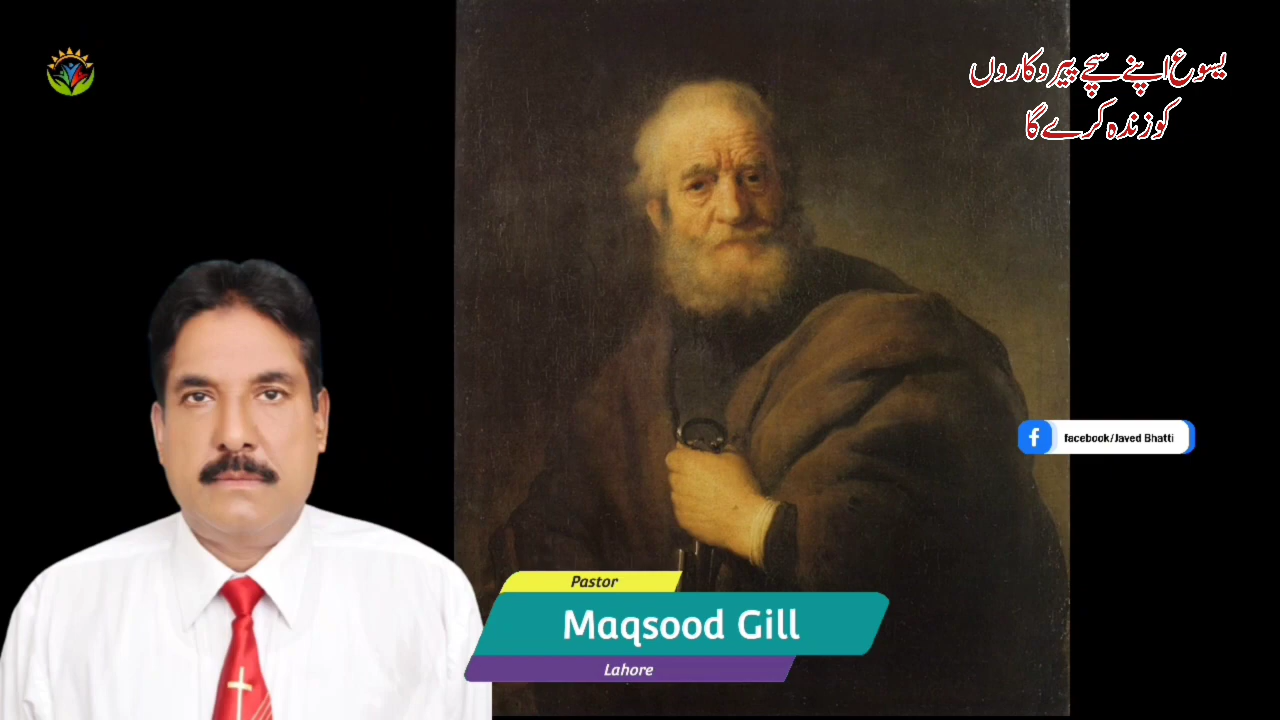 یسوع اپنے سچے پیروکاروں
کو زندہ کرے گا
facebook/Javed Bhatti
Pastor
Maqsood Gill
Lahore